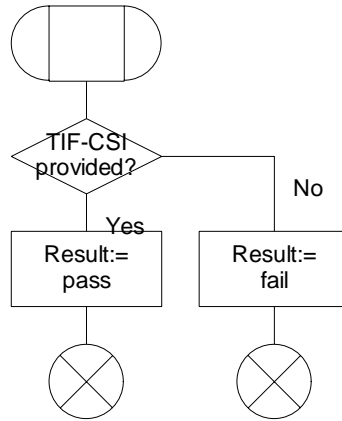 TIF-CSI
provided?
No
Yes
Result:=
pass
Result:=
fail